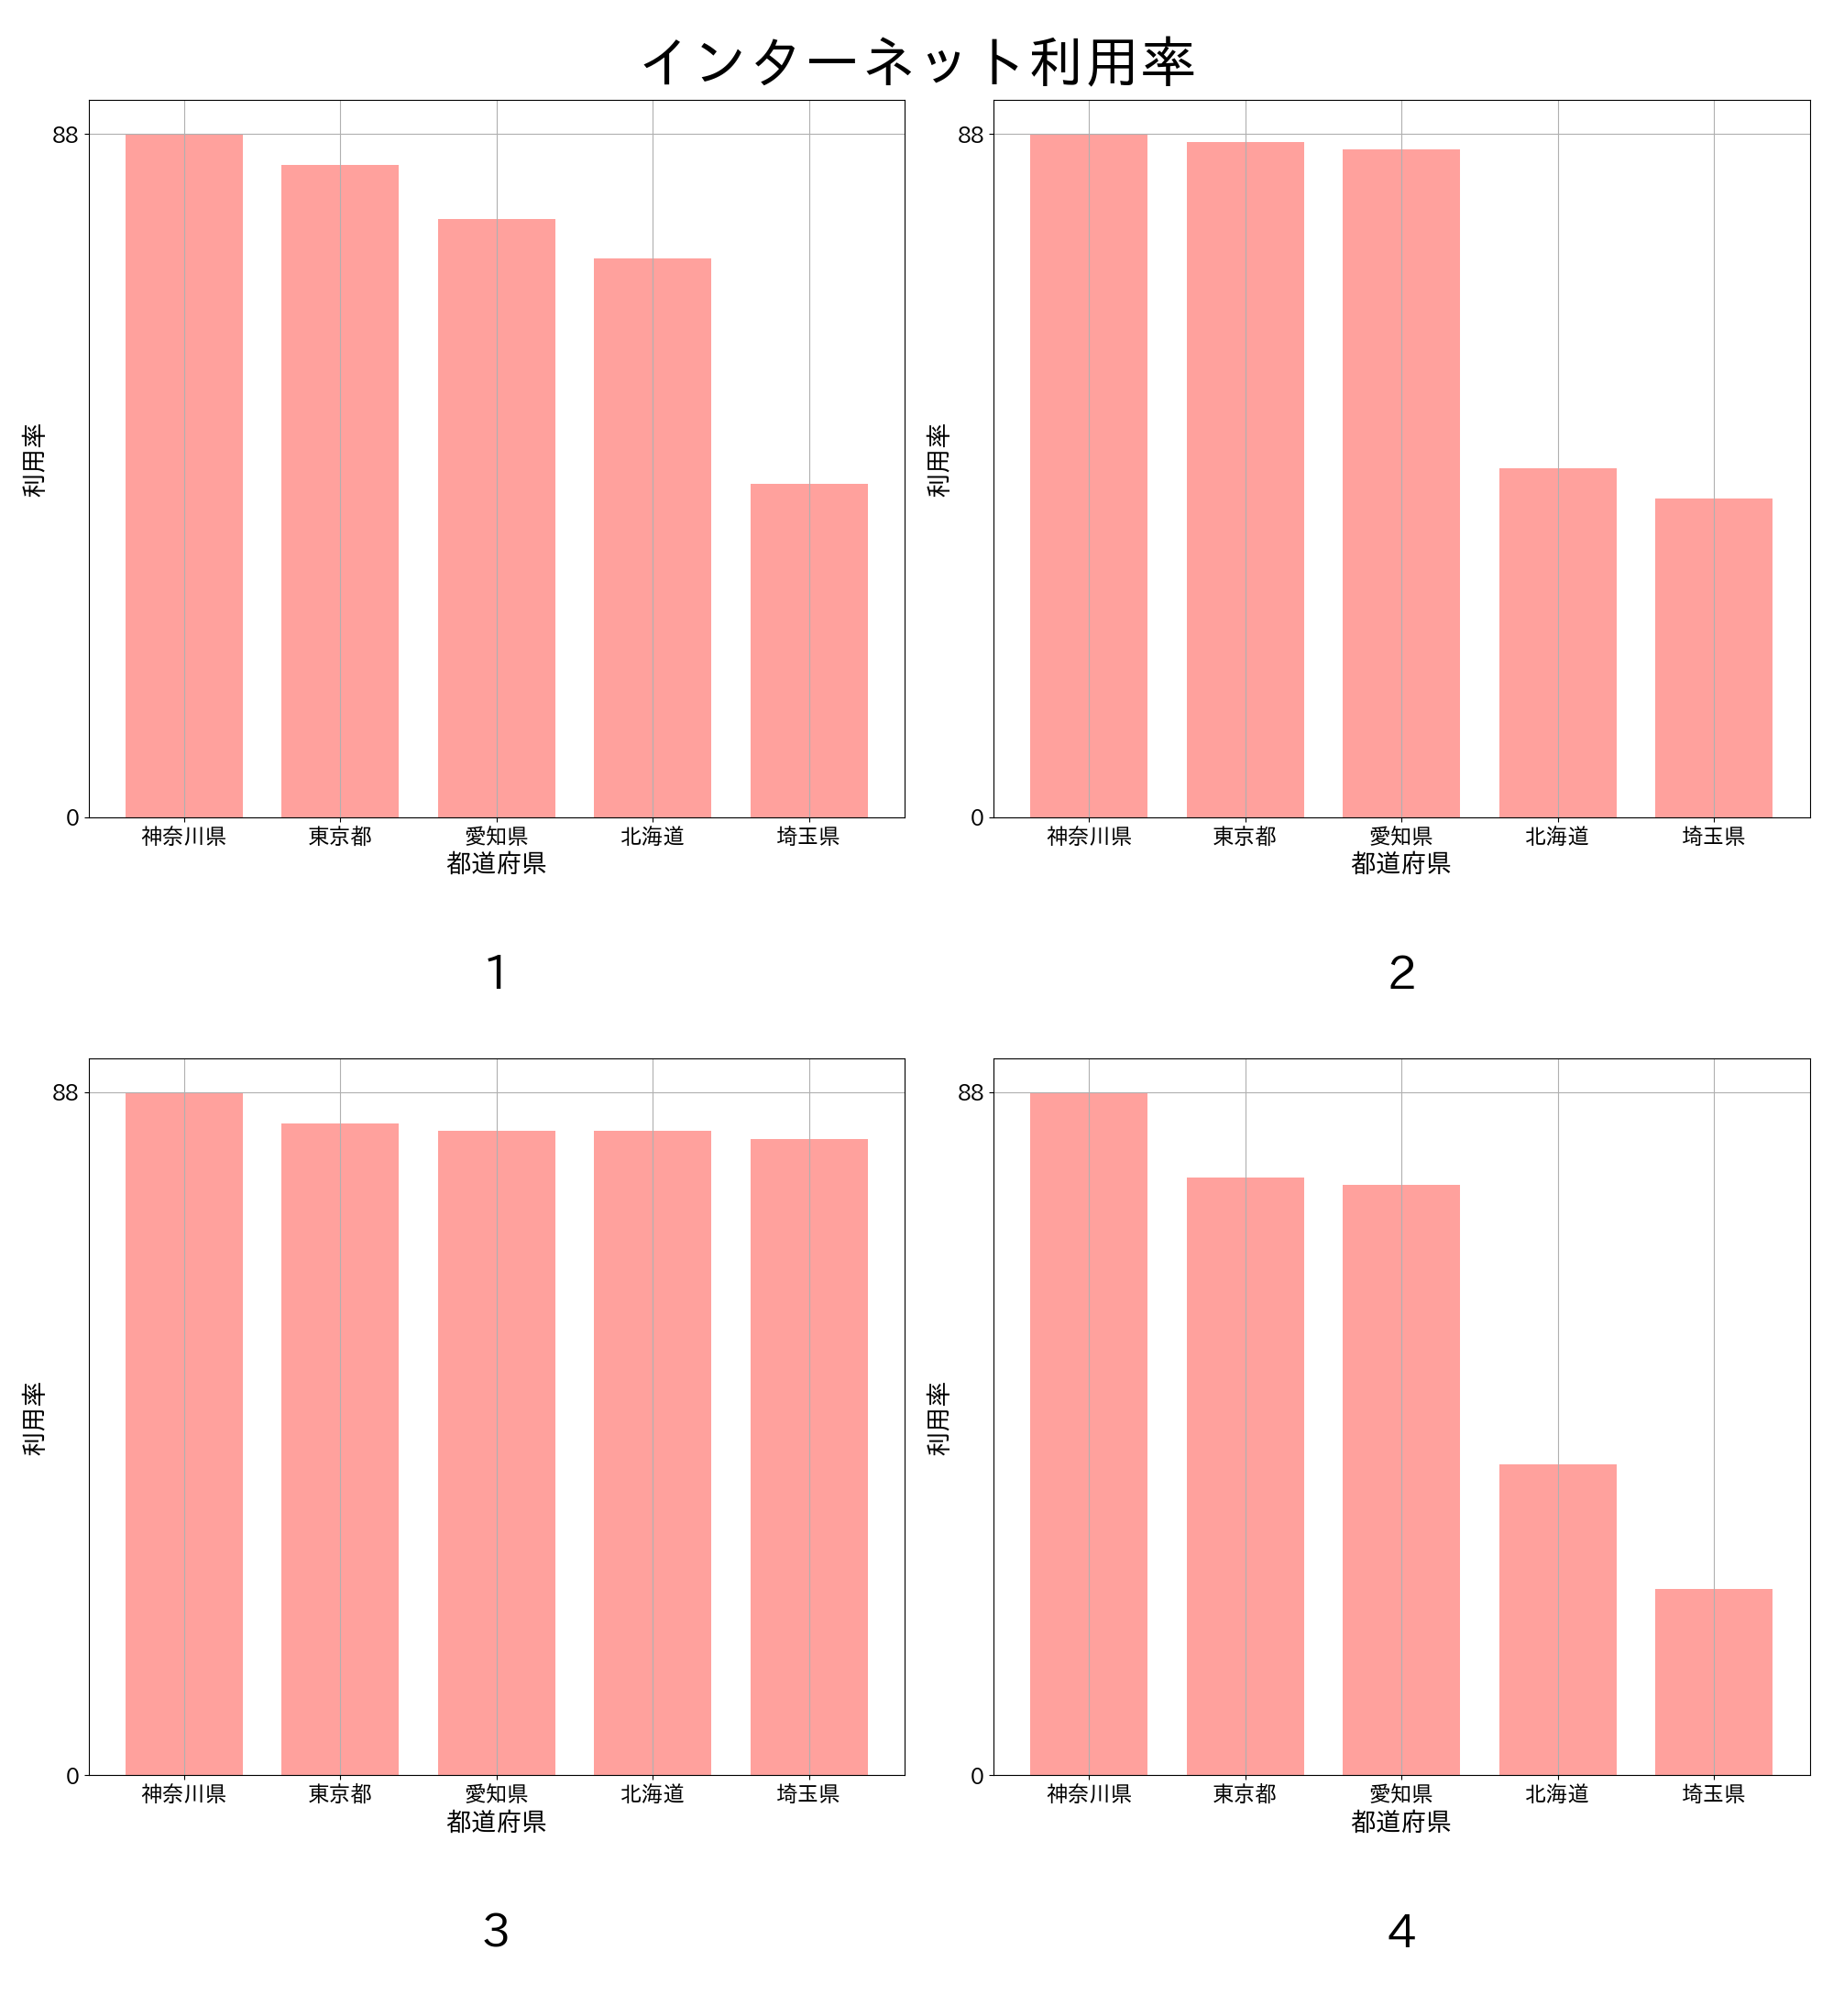 インターネット利用率
88
0
利用率
神奈川県 東京都 愛知県 北海道 埼玉県
都道府県
1
88
0
利用率
神奈川県 東京都 愛知県 北海道 埼玉県
都道府県
2
88
0
利用率
神奈川県 東京都 愛知県 北海道 埼玉県
都道府県
3
88
0
利用率
神奈川県 東京都 愛知県 北海道 埼玉県
都道府県
4